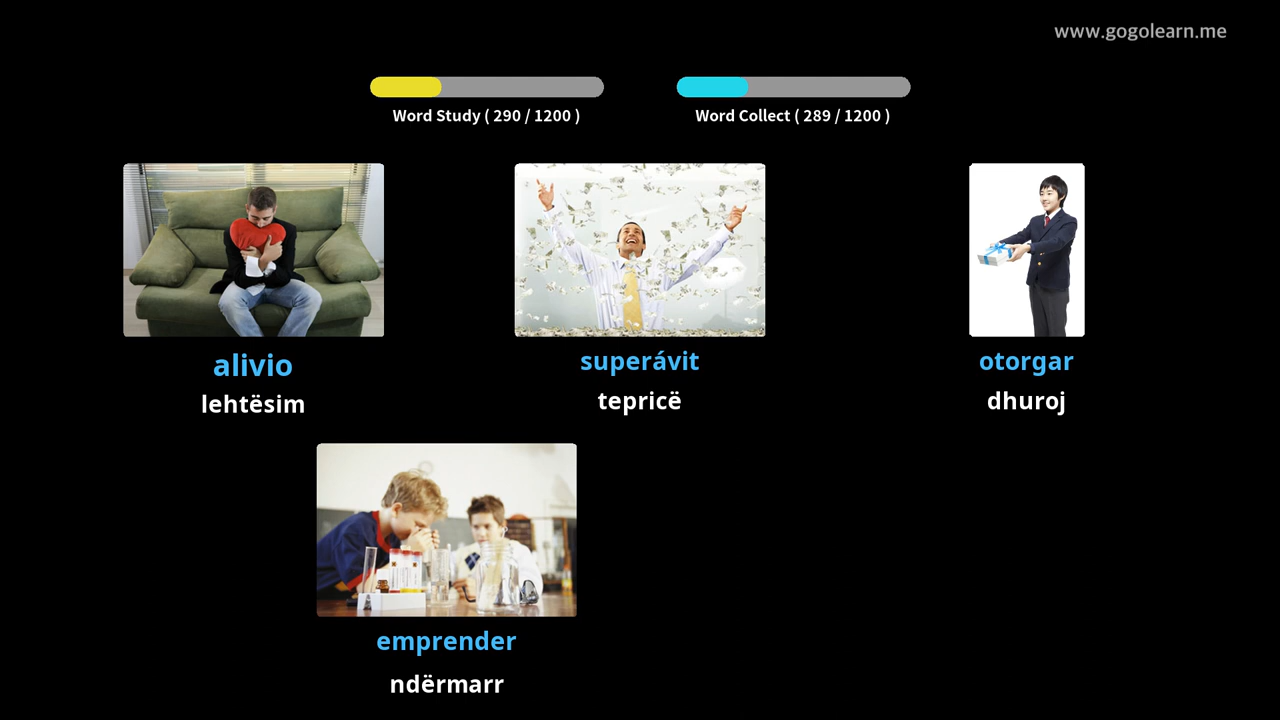 www.gogolearn.me
Word Study ( 290 / 1200 )
Word Collect ( 289 / 1200 )
alivio
lehtësim
superávit
tepricë
otorgar
dhuroj
emprender
ndërmarr